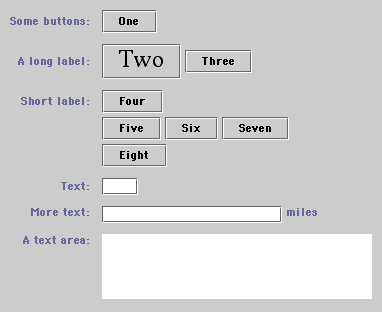 Some buttons: One
A long label: Two Three
Short label: Four
Five Six Seven
Eight
Text:
More text: miles
A text area: